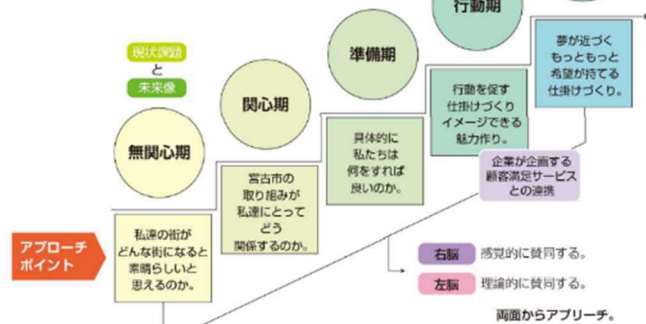 行動期
準備期
関心期
無関心期
現状課題
と
未来像
夢が近づく
もっともっと
希望が持てる
仕掛けづくり。
行動を促す
仕掛けづくり
イメージできる
魅力作り。
具体的に
私たちは
何をすれば
良いのか。
宮古市の
取り組みが
私達にとって
どう
関係するのか。
私達の街が
どんな街になると
素晴らしいと
思えるのか。
アプローチ
ポイント
企業が企画する
顧客満足サービス
との連携
右脳 感覚的に賛同する。
左脳 理論的に賛同する。
両面からアプリーチ。